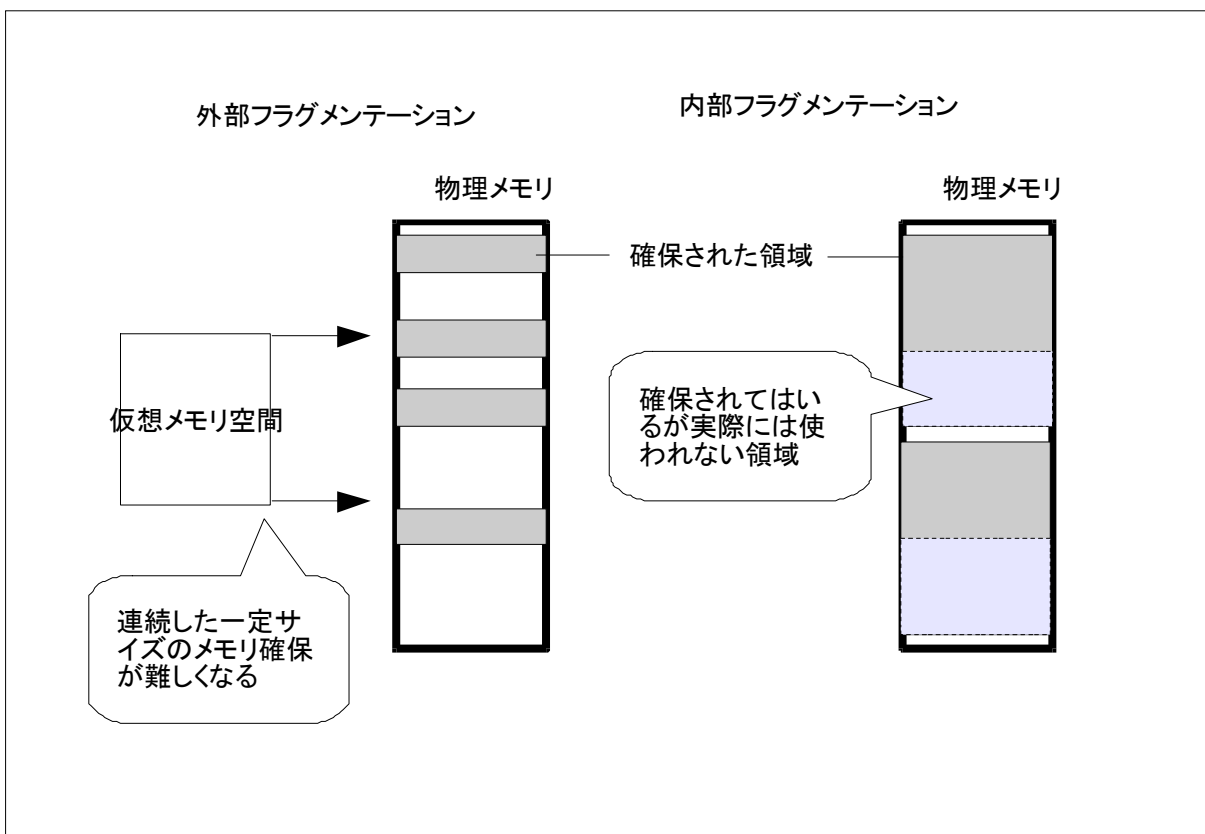 外部フラグメンテーション
内部フラグメンテーション
物理メモリ
物理メモリ
確保された領域
仮想メモリ空間
確保されてはい
るが実際には使
われない領域
連続した一定サ
イズのメモリ確保
が難しくなる